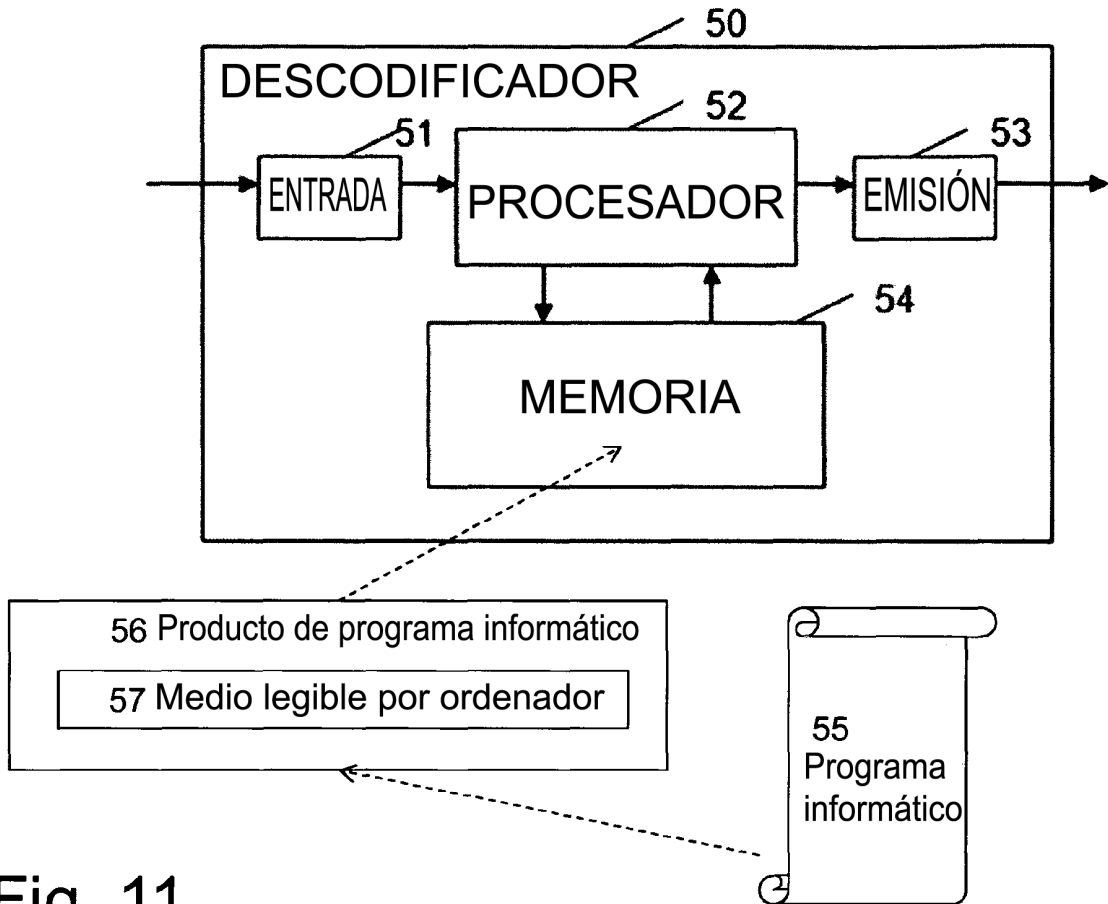 50
DESCODIFICADOR
51
52
53
ENTRADA
PROCESADOR
EMISIÓN
54
MEMORIA
56 Producto de programa informático
57 Medio legible por ordenador
55
Programa
informático
Fig. 11